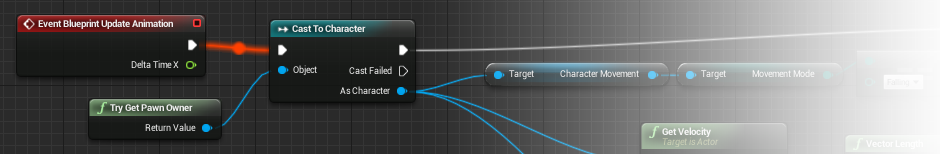 Event Blueprint Update Animation
Delta Time X
Try Get Pawn Owner
Return Value
Cast To Character
Object
Cast Failed
As Character
Target
Character Movement
Target
Movement Mode
Falling
Get Velocity
Target is Actor
Vector Length